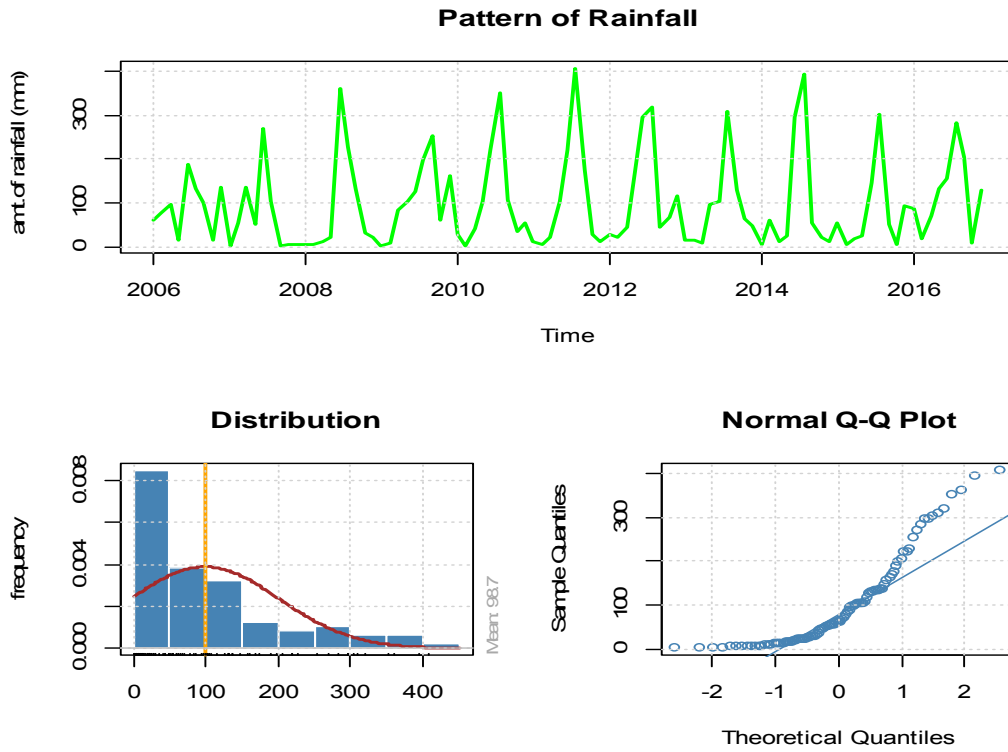 Pattern of Rainfall
amt. of rainfall (mm)
300
100
0
2006 2008 2010 2012 2014 2016
Time
Distribution
frequency
0.008
0.004
0.000
0 100 200 300 400
Mean: 98.7
Normal Q-Q Plot
Sample Quantiles
300
100
0
-2 -1 0 1 2
Theoretical Quantiles